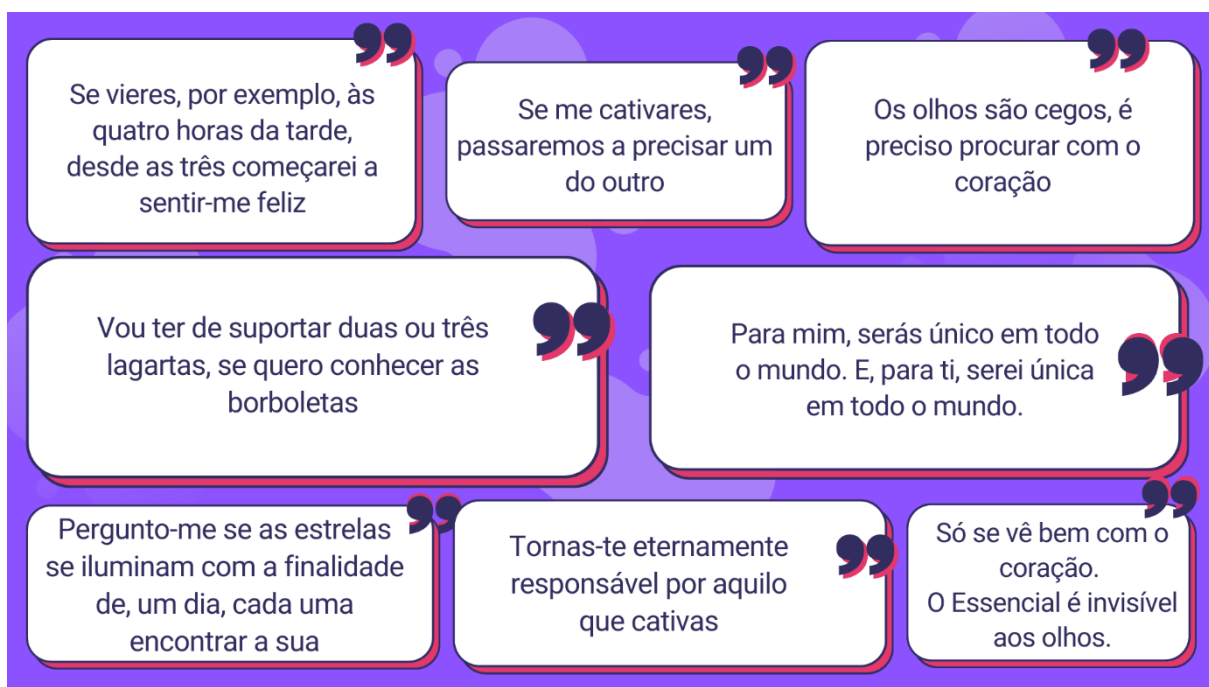 Se vieres, por exemplo, às
quatro horas da tarde,
desde as três começarei a
sentir-me feliz
Se me cativares,
passaremos a precisar um
do outro
Os olhos são cegos, é
preciso procurar com o
coração
Vou ter de suportar duas ou três
lagartas, se quero conhecer as
borboletas
Para mim, serás único em todo
o mundo. E, para ti, serei única
em todo o mundo.
Pergunto-me se as estrelas
se iluminam com a finalidade
de, um dia, cada uma
encontrar a sua
Tornas-te eternamente
responsável por aquilo
que cativas
Só se vê bem com o
coração.
O Essencial é invisível
aos olhos.